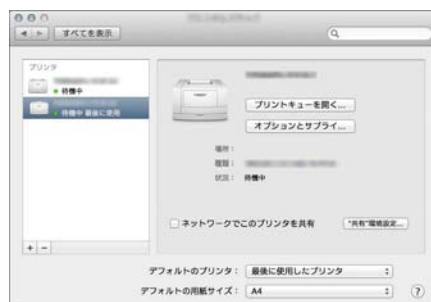 すべてを表示
プリンタ
待機中
待機中 最後に使用
プリントキューを開く...
オプションとサプライ...
場所：
種類：
状況： 待機中
ネットワークでこのプリンタを共有
"共有"環境設定...
デフォルトのプリンタ： 最後に使用したプリンタ
デフォルトの用紙サイズ： A4